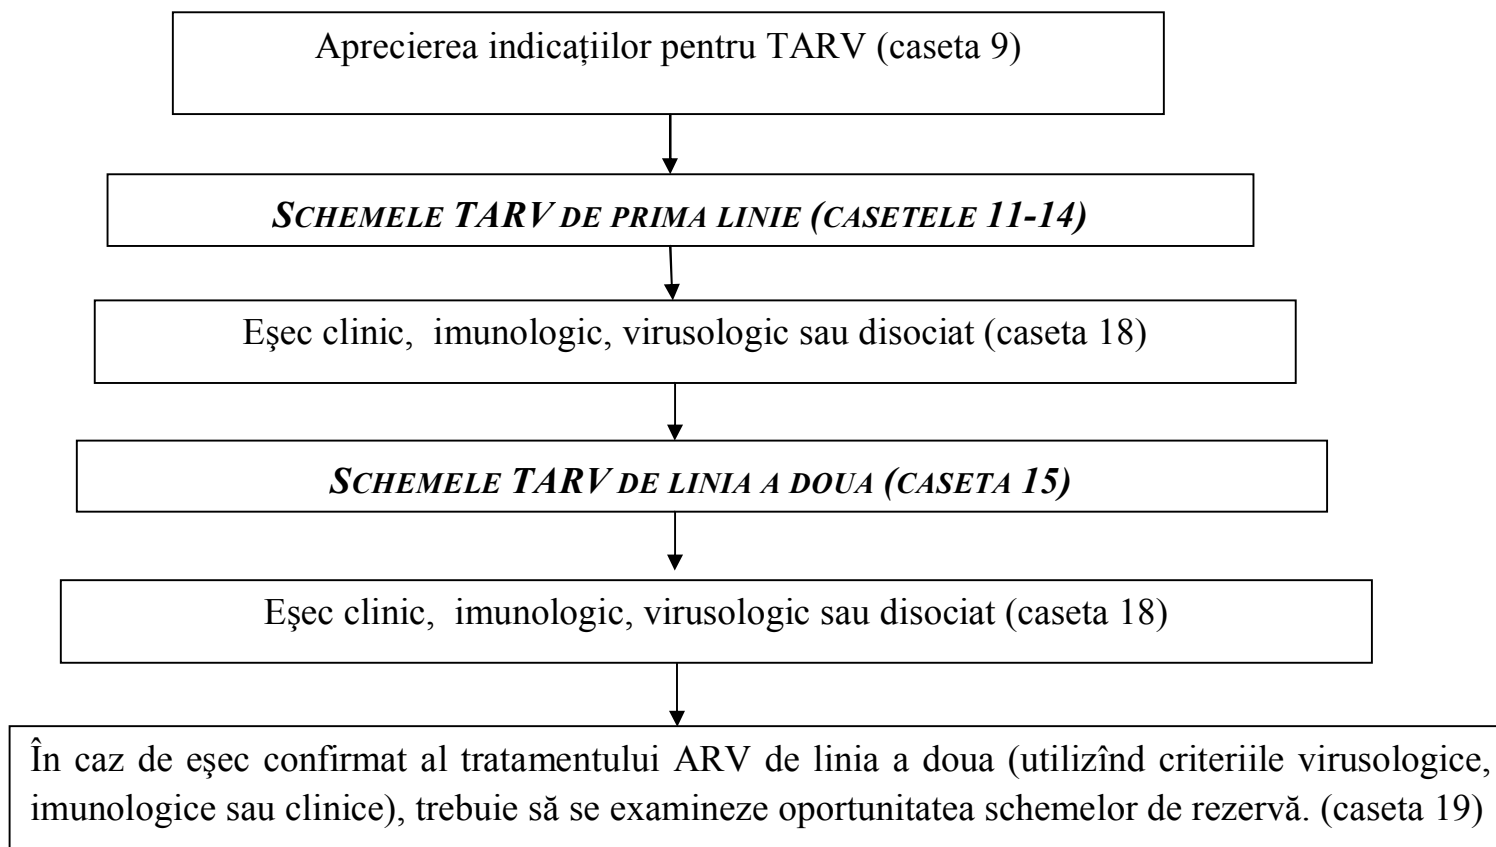 Aprecierea indicațiilor pentru TARV (caseta 9)
SCHEMELE TARV DE PRIMA LINIE (CASETELE 11-14)
Eşec clinic, imunologic, virusologic sau disociat (caseta 18)
SCHEMELE TARV DE LINIA A DOUA (CASETA 15)
Eşec clinic, imunologic, virusologic sau disociat (caseta 18)
În caz de eşec confirmat al tratamentului ARV de linia a doua (utilizînd criteriile virusologice,
imunologice sau clinice), trebuie să se examineze oportunitatea schemelor de rezervă. (caseta 19)